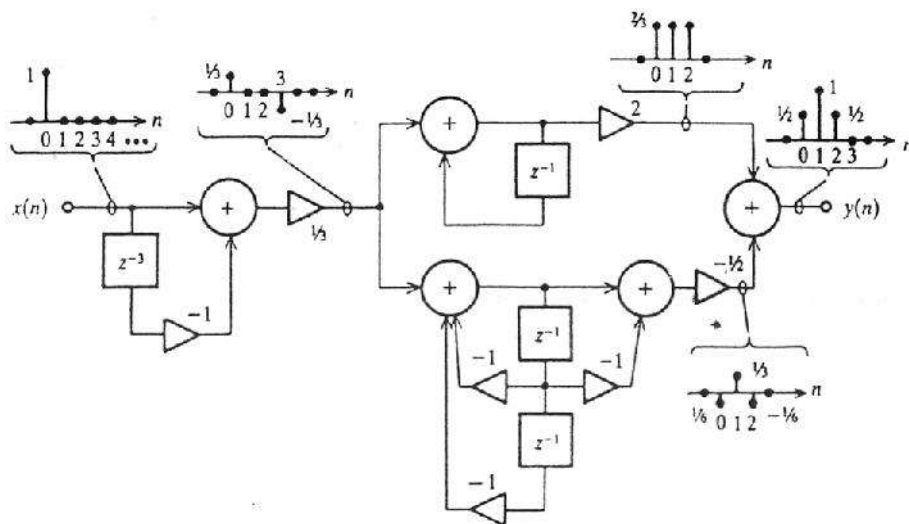 2/3
n
0 1 2
1
n
0 1 2 3 4 •••
1/3
3
n
0 1 2
-1/3
+
2
z⁻¹
1
1/2
1/2
0 1 2 3
x(n)
+
1/3
+
y(n)
z⁻³
-1
+
+
-1/2
z⁻¹
*
-1
-1
1/3
n
1/6
0 1 2
-1/6
z⁻¹
-1